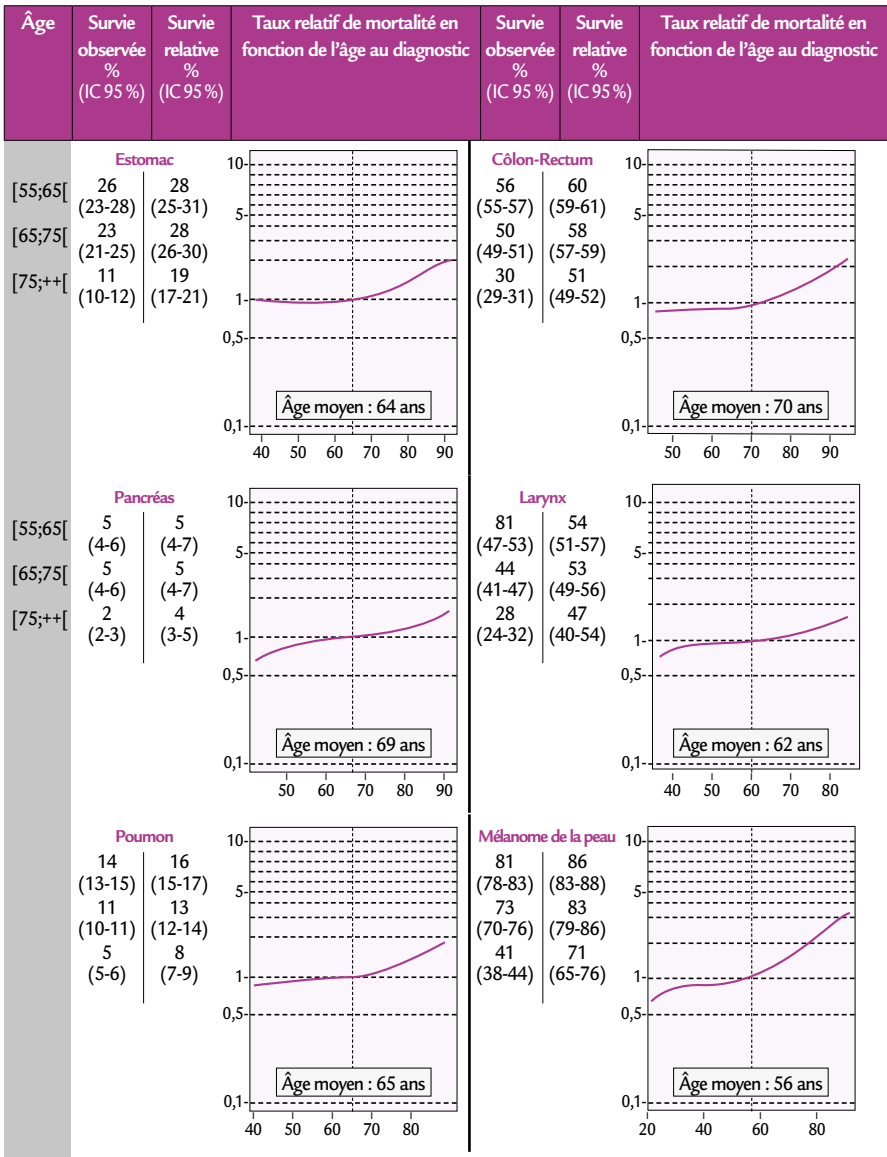 Âge
Survie
observée
%
(IC 95 %)
Survie
relative
%
(IC 95 %)
Taux relatif de mortalité en
fonction de l'âge au diagnostic
Survie
observée
%
(IC 95 %)
Survie
relative
%
(IC 95 %)
Taux relatif de mortalité en
fonction de l'âge au diagnostic
Estomac
[55;65[ 26 28
(23-28) (25-31)
[65;75[ 23 28
(21-25) (26-30)
[75;++[ 11 19
(10-12) (17-21)
10
5
1
0,5
0,1
Âge moyen : 64 ans
40 50 60 70 80 90
Côlon-Rectum
56 60
(55-57) (59-61)
50 58
(49-51) (57-59)
30 51
(29-31) (49-52)
10
5
1
0,5
0,1
Âge moyen : 70 ans
50 60 70 80 90
Pancréas
[55;65[ 5 5
(4-6) (4-7)
[65;75[ 5 5
(4-6) (4-7)
[75;++[ 2 4
(2-3) (3-5)
10
5
1
0,5
0,1
Âge moyen : 69 ans
50 60 70 80 90
Larynx
81 54
(47-53) (51-57)
44 53
(41-47) (49-56)
28 47
(24-32) (40-54)
10
5
1
0,5
0,1
Âge moyen : 62 ans
40 50 60 70 80
Poumon
14 16
(13-15) (15-17)
11 13
(10-11) (12-14)
5 8
(5-6) (7-9)
10
5
1
0,5
0,1
Âge moyen : 65 ans
40 50 60 70 80
Mélanome de la peau
81 86
(78-83) (83-88)
73 83
(70-76) (79-86)
41 71
(38-44) (65-76)
10
5
1
0,5
0,1
Âge moyen : 56 ans
20 40 60 80